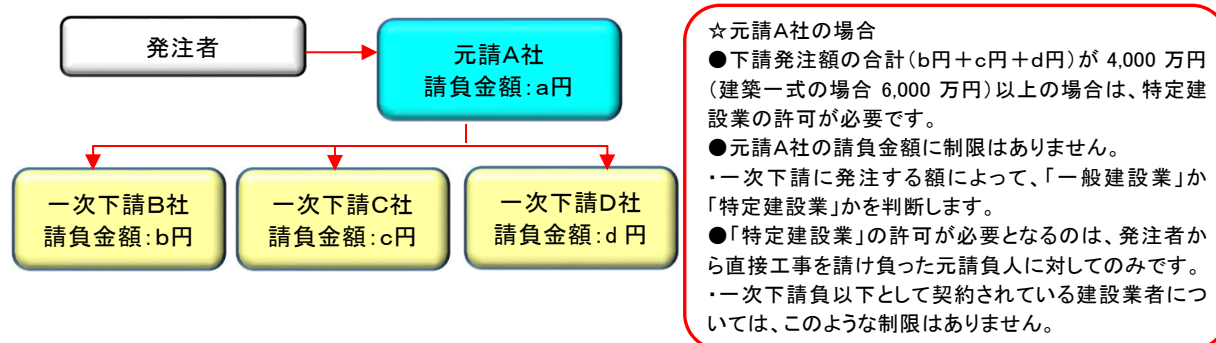 発注者
元請A社
請負金額:a円
一次下請B社
請負金額:b円
一次下請C社
請負金額:c円
一次下請D社
請負金額:d 円
☆元請A社の場合
●下請発注額の合計(b円+c円+d円)が 4,000 万円
(建築一式の場合 6,000 万円)以上の場合は、特定建
設業の許可が必要です。
●元請A社の請負金額に制限はありません。
・一次下請に発注する額によって、「一般建設業」か
「特定建設業」かを判断します。
●「特定建設業」の許可が必要となるのは、発注者か
ら直接工事を請け負った元請負人に対してのみです。
・一次下請負以下として契約されている建設業者につ
いては、このような制限はありません。